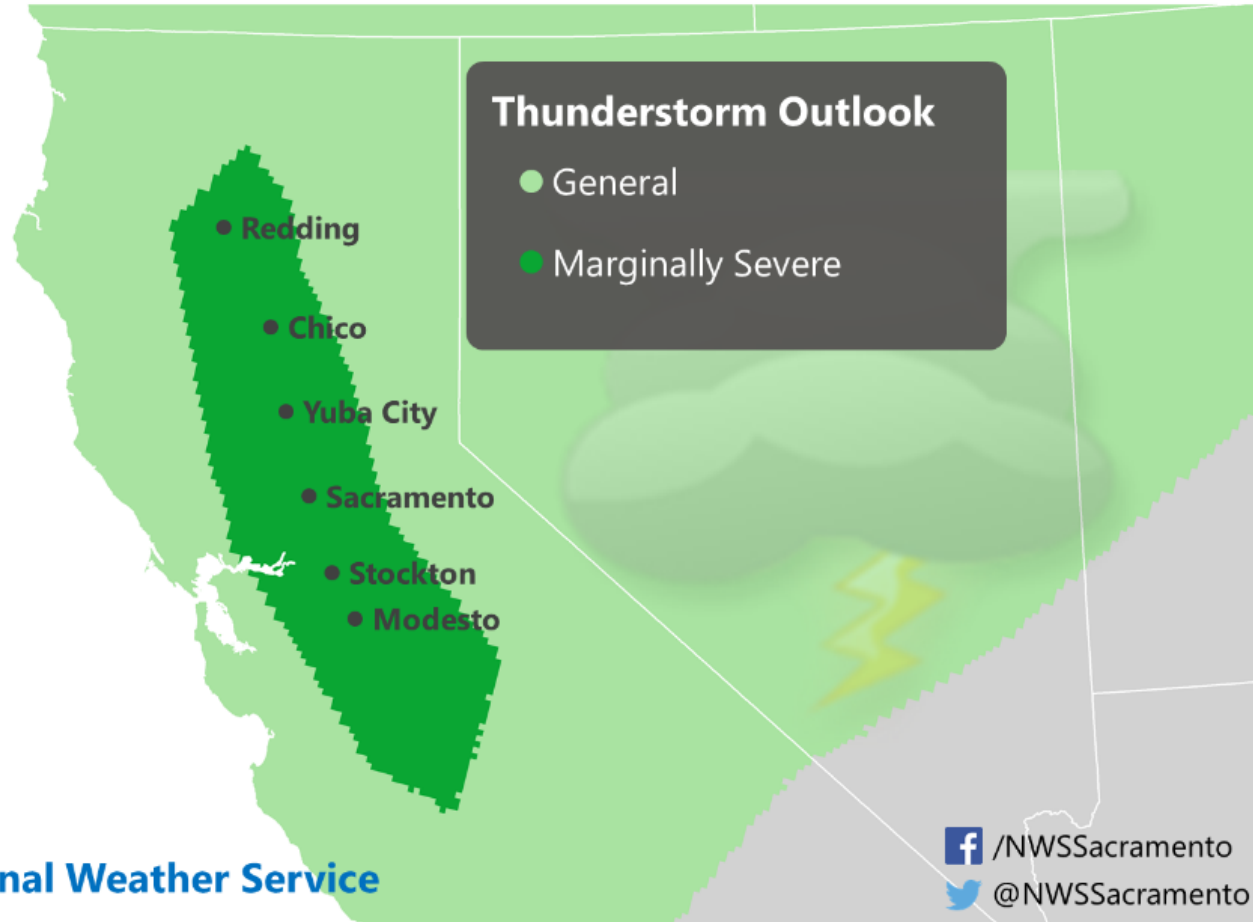 Thunderstorm Outlook
General
Marginally Severe
Redding
Chico
Yuba City
Sacramento
Stockton
Modesto
nal Weather Service
/NWSSacramento
@NWSSacramento